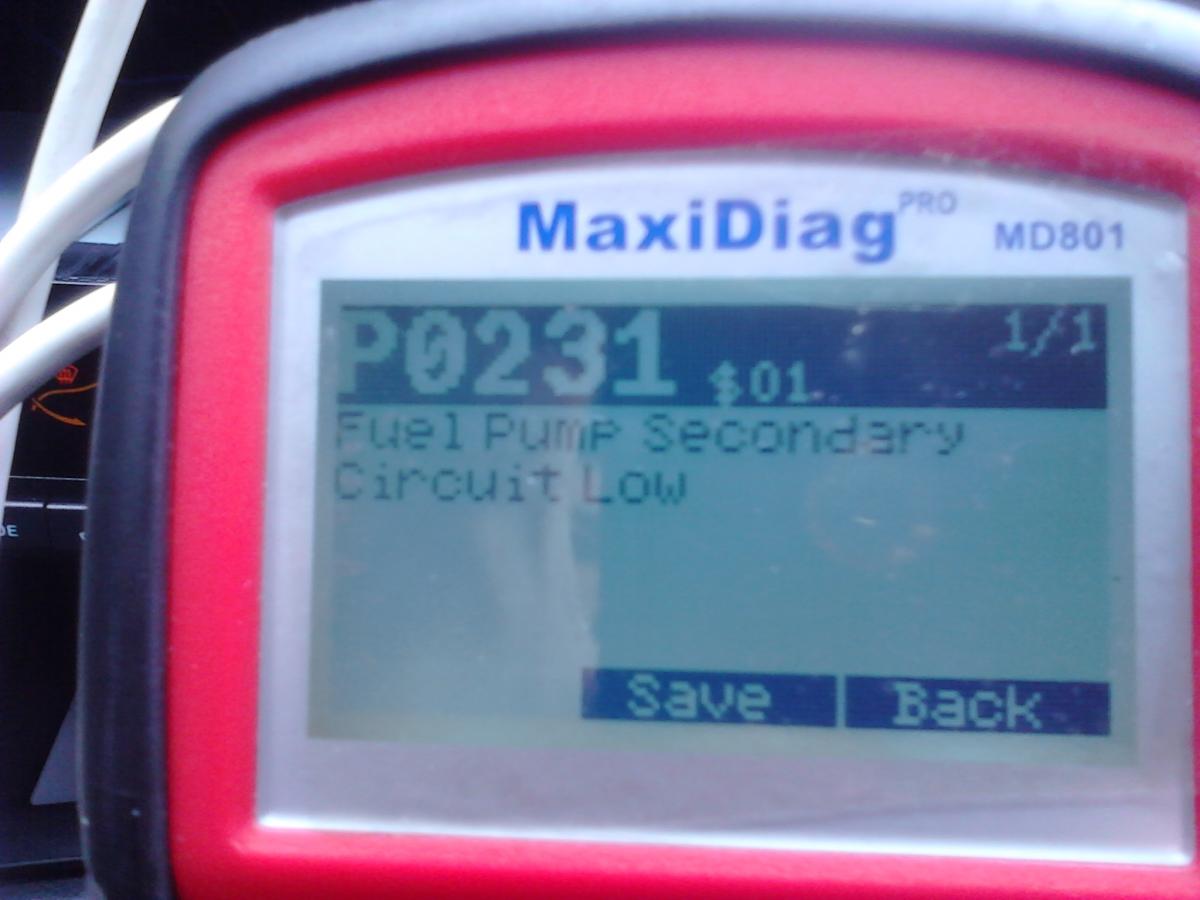 MaxiDiag PRO
MD801
P0231 $01 1/1
Fuel Pump Secondary
Circuit Low
Save Back